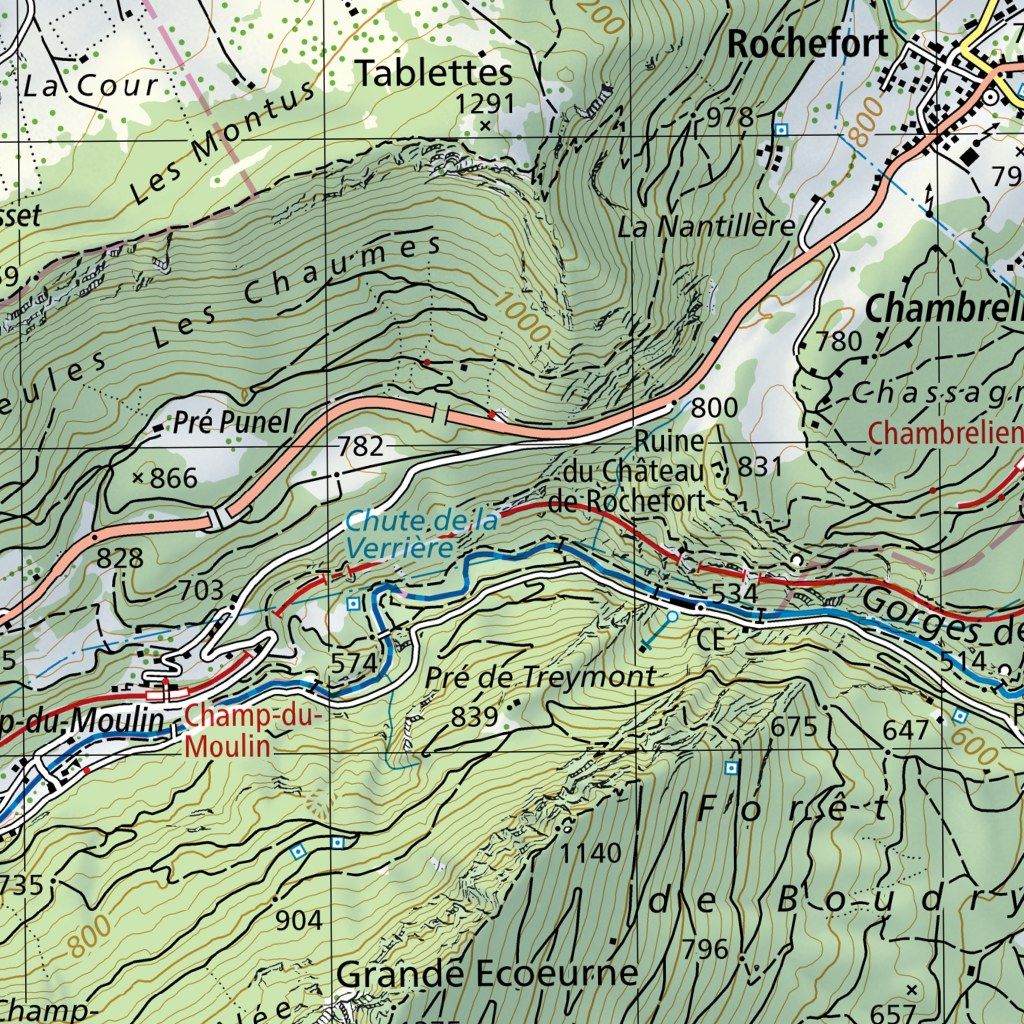 Rochefort
Tablettes
1291
La Cour
Les Montus
978
800
200
La Nantillère
Les Chaumes
1000
Chambreli
780
Pré Punel
800
782
Ruine
du Château
de Rochefort
831
866
Chambrelien
Chute de la
Verrière
828
703
534
CE
Gorges de
514
574
Pré de Treymont
839
Champ-du-
Moulin
p-du-Moulin
675
647
600
Forêt
de Boudry
1140
735
904
800
796
Grande Ecoeurne
657
Champ-